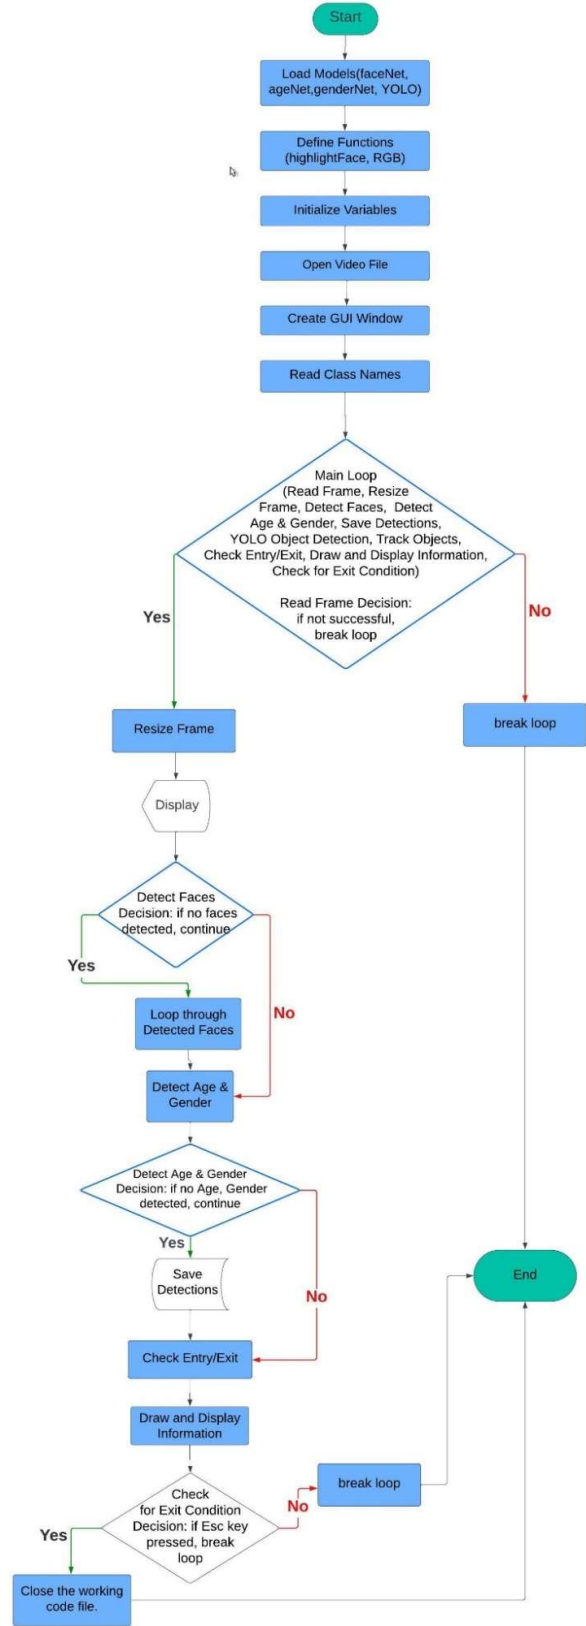 Start
Load Models(faceNet,
ageNet,genderNet, YOLO)
Define Functions
(highlightFace, RGB)
Initialize Variables
Open Video File
Create GUI Window
Read Class Names
Main Loop
(Read Frame, Resize
Frame, Detect Faces, Detect
Age & Gender, Save Detections,
YOLO Object Detection, Track Objects,
Check Entry/Exit, Draw and Display Information,
Check for Exit Condition)
Read Frame Decision:
if not successful,
break loop
Yes
No
Resize Frame
break loop
Display
Detect Faces
Decision: if no faces
detected, continue
Yes
No
Loop through
Detected Faces
Detect Age &
Gender
Detect Age & Gender
Decision: if no Age, Gender
detected, continue
Yes
No
Save
Detections
End
Check Entry/Exit
Draw and Display
Information
Check
for Exit Condition
Decision: if Esc key
pressed, break
loop
No
break loop
Yes
Close the working
code file.